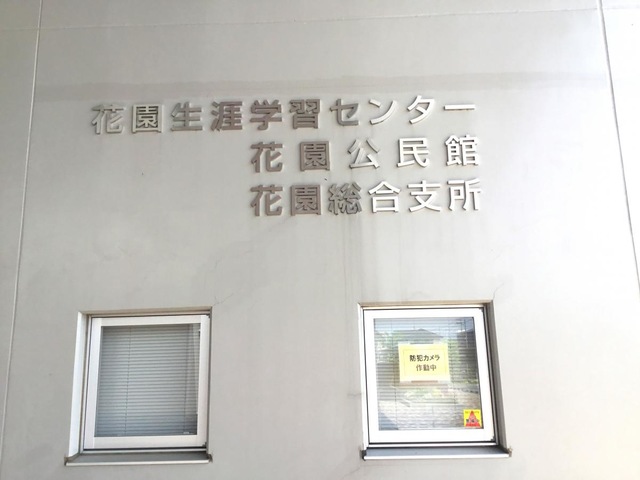 花園生涯学習センター
花園公民館
花園総合支所
防犯カメラ
作動中